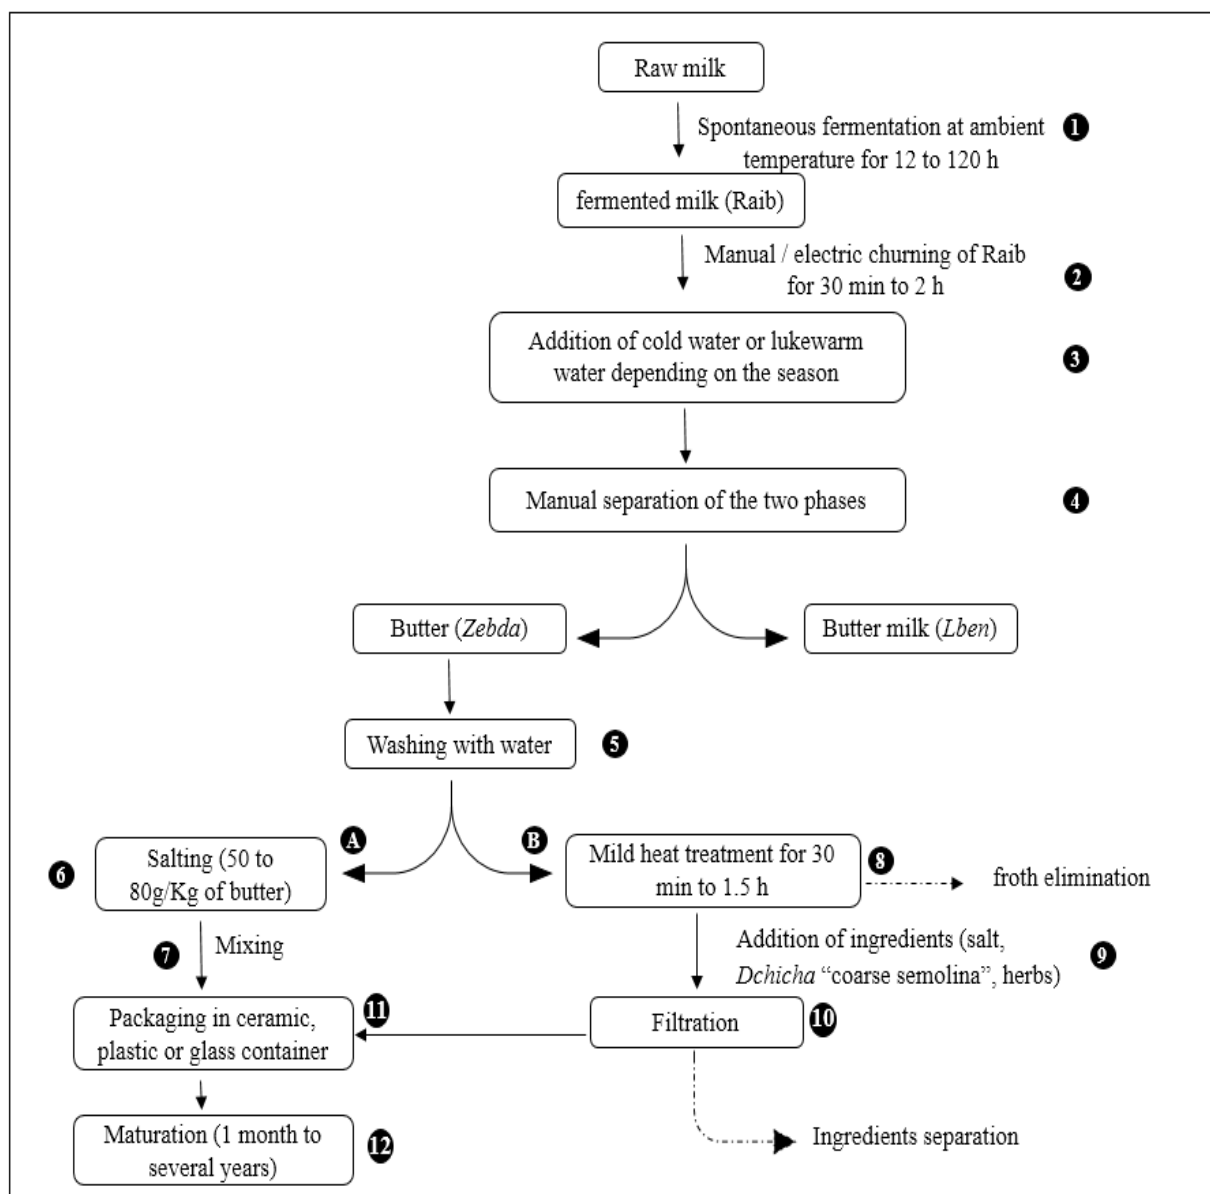 Raw milk
Spontaneous fermentation at ambient
temperature for 12 to 120 h
1
fermented milk (Raib)
Manual / electric churning of Raib
for 30 min to 2 h
2
Addition of cold water or lukewarm
water depending on the season
3
Manual separation of the two phases
4
Butter (Zebda)
Butter milk (Lben)
Washing with water
5
A
B
6
Salting (50 to
80g/Kg of butter)
Mild heat treatment for 30
min to 1.5 h
8
froth elimination
7
Mixing
Addition of ingredients (salt,
Dchicha “coarse semolina”, herbs)
9
Packaging in ceramic,
plastic or glass container
11
Filtration
10
Maturation (1 month to
several years)
12
Ingredients separation